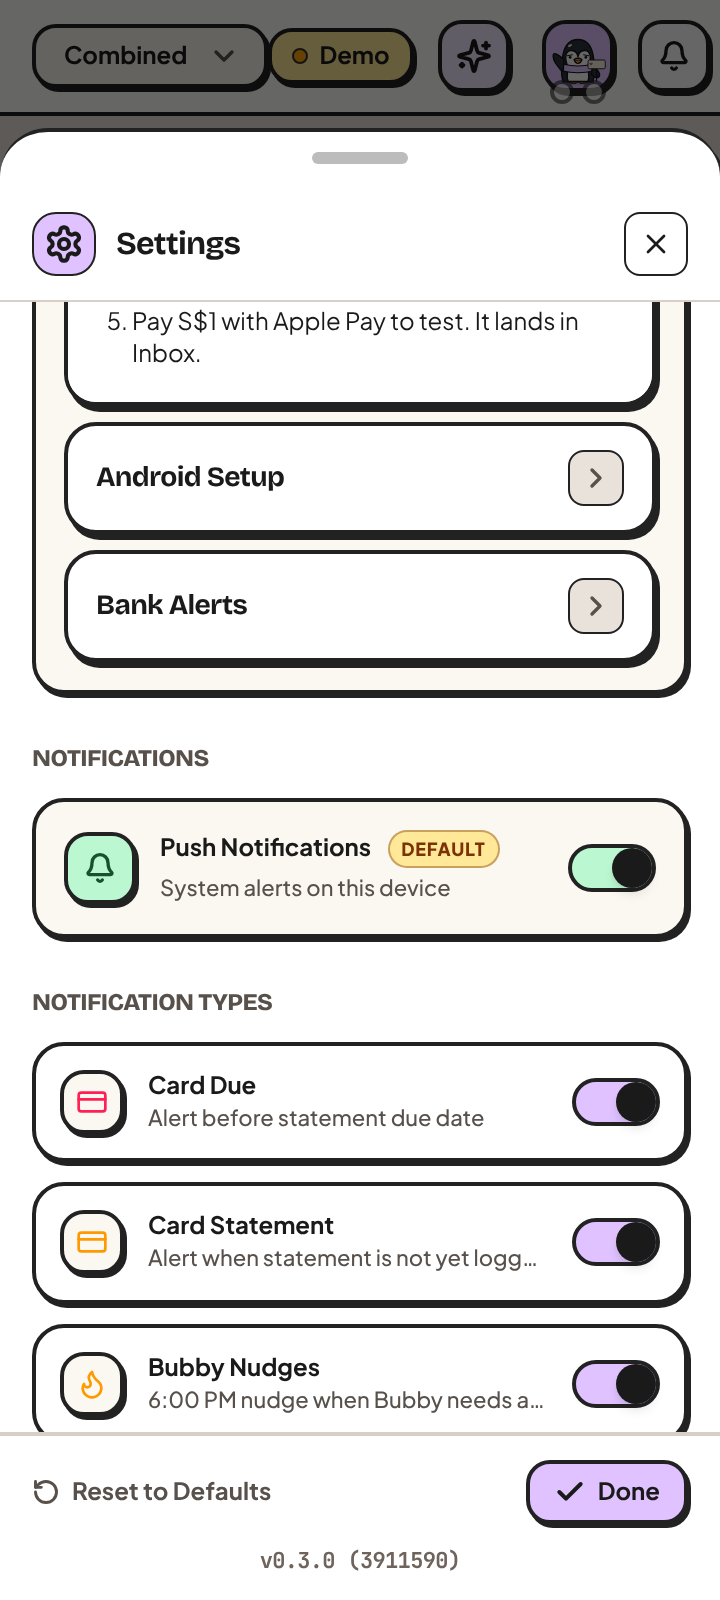 Combined
Demo
Settings
5. Pay S$1 with Apple Pay to test. It lands in
Inbox.
Android Setup
Bank Alerts
NOTIFICATIONS
Push Notifications DEFAULT
System alerts on this device
NOTIFICATION TYPES
Card Due
Alert before statement due date
Card Statement
Alert when statement is not yet logg...
Bubby Nudges
6:00 PM nudge when Bubby needs a...
Reset to Defaults
Done
v0.3.0 (3911590)